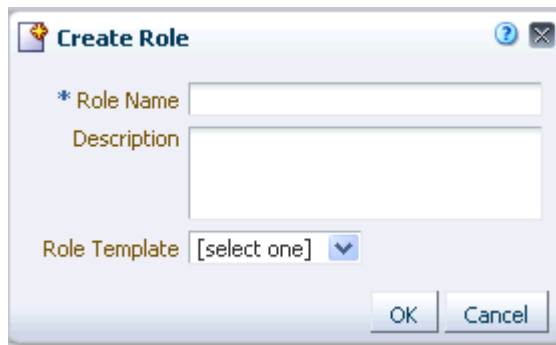 Create Role
* Role Name
Description
Role Template [select one]
OK Cancel